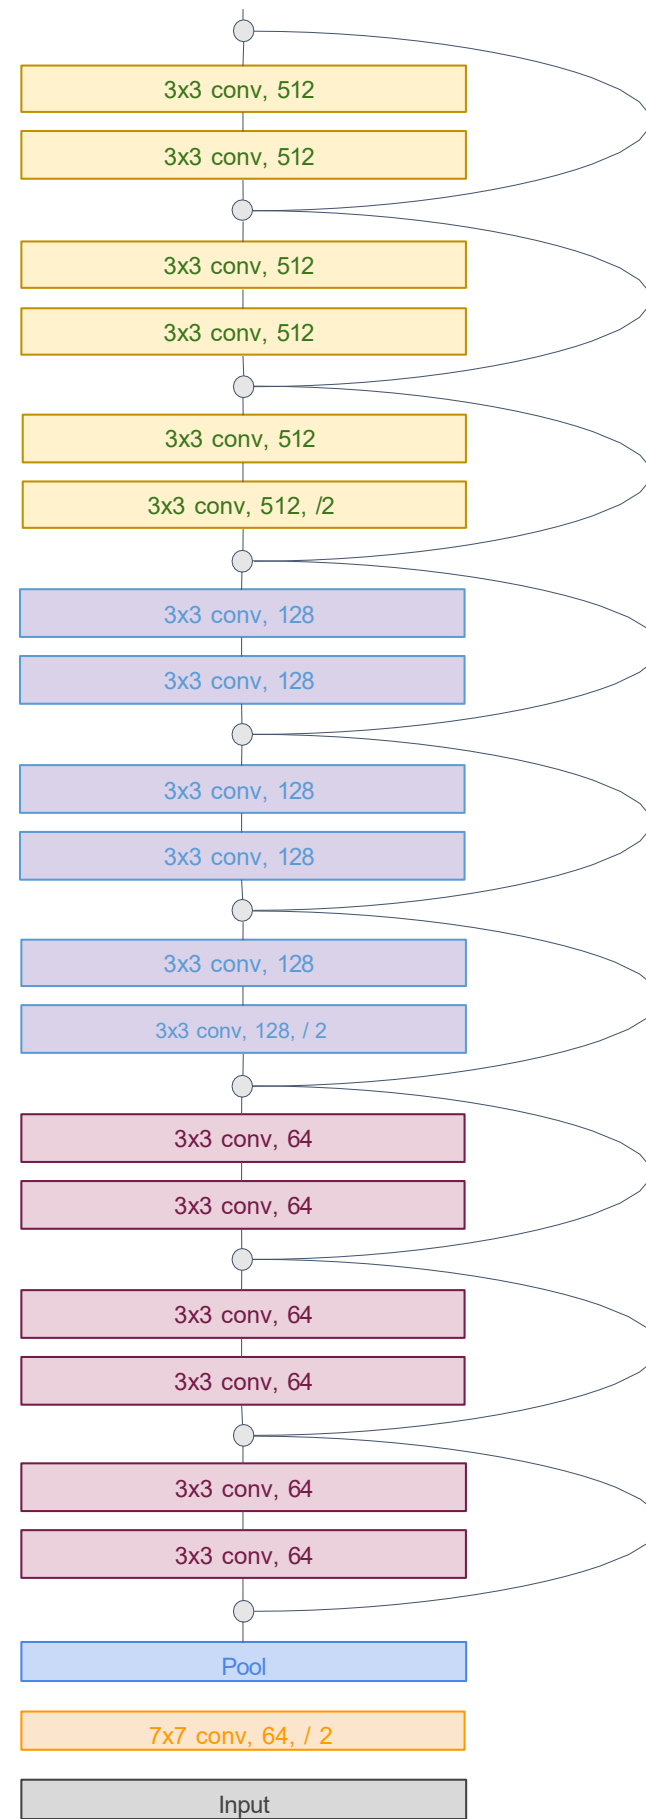 3x3 conv, 512
3x3 conv, 512
3x3 conv, 512
3x3 conv, 512
3x3 conv, 512
3x3 conv, 512, /2
3x3 conv, 128
3x3 conv, 128
3x3 conv, 128
3x3 conv, 128
3x3 conv, 128
3x3 conv, 128, / 2
3x3 conv, 64
3x3 conv, 64
3x3 conv, 64
3x3 conv, 64
3x3 conv, 64
3x3 conv, 64
Pool
7x7 conv, 64, / 2
Input